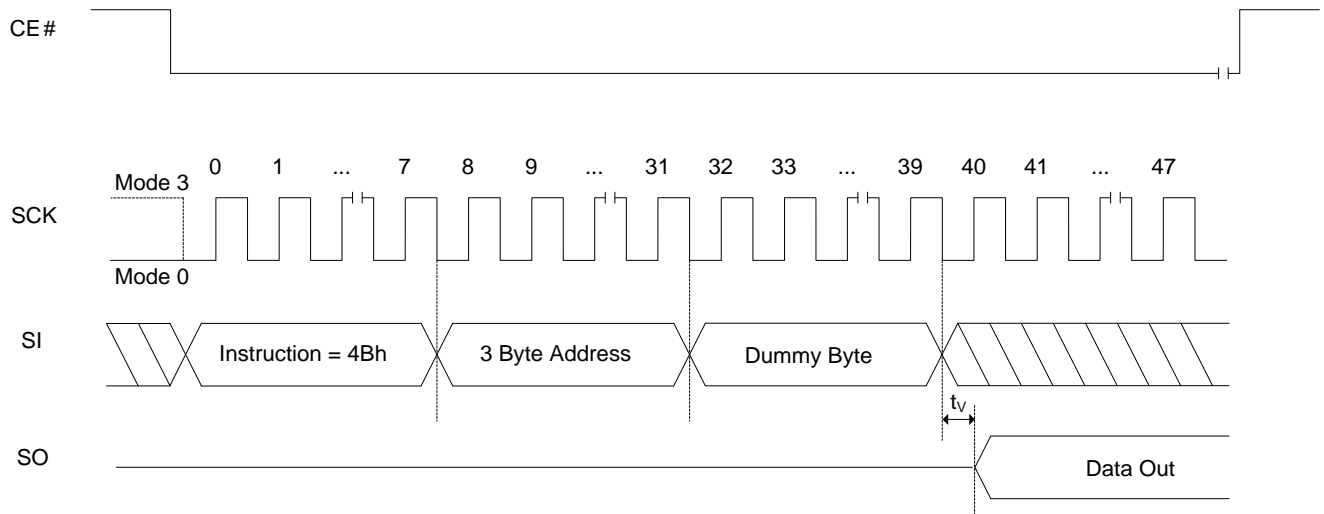 CE#
0 1 ... 7 8 9 ... 31 32 33 ... 39 40 41 ... 47
Mode 3
SCK
Mode 0
SI
Instruction = 4Bh
3 Byte Address
Dummy Byte
tV
SO
Data Out